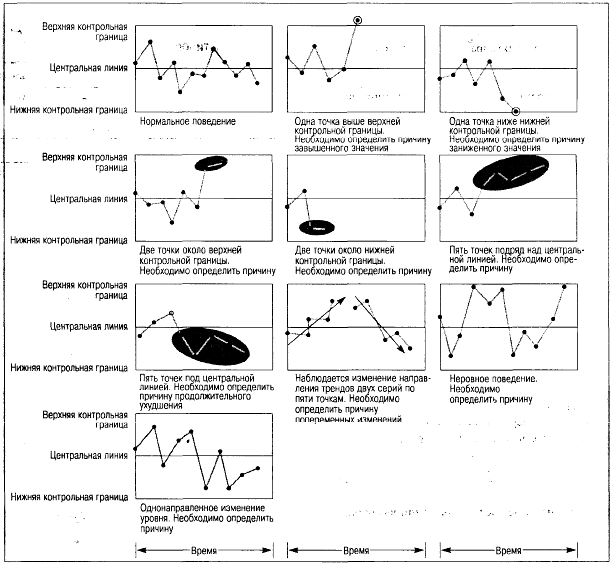 Верхняя контрольная
граница
Центральная линия
Нижняя контрольная граница
Нормальное поведение
Одна точка выше верхней
контрольной границы.
Необходимо определить причину
завышенного значения
Одна точка ниже нижней
контрольной границы.
Необходимо определить причину
заниженного значения
Верхняя контрольная
граница
Центральная линия
Нижняя контрольная граница
Две точки около верхней
контрольной границы.
Необходимо определить причину
Две точки около нижней
контрольной границы.
Необходимо определить причину
Пять точек подряд над централь-
ной линией. Необходимо опре-
делить причину
Верхняя контрольная
граница
Центральная линия
Нижняя контрольная граница
Пять точек под центральной
линией. Необходимо определить
причину продолжительного
ухудшения
Наблюдается изменение направ-
ления трендов двух серий по
пяти точкам. Необходимо
определить причину
попеременных изменений
Неровное поведение.
Необходимо
определить причину
Верхняя контрольная
граница
Центральная линия
Нижняя контрольная граница
Однонаправленное изменение
уровня. Необходимо определить
причину
Время
Время
Время